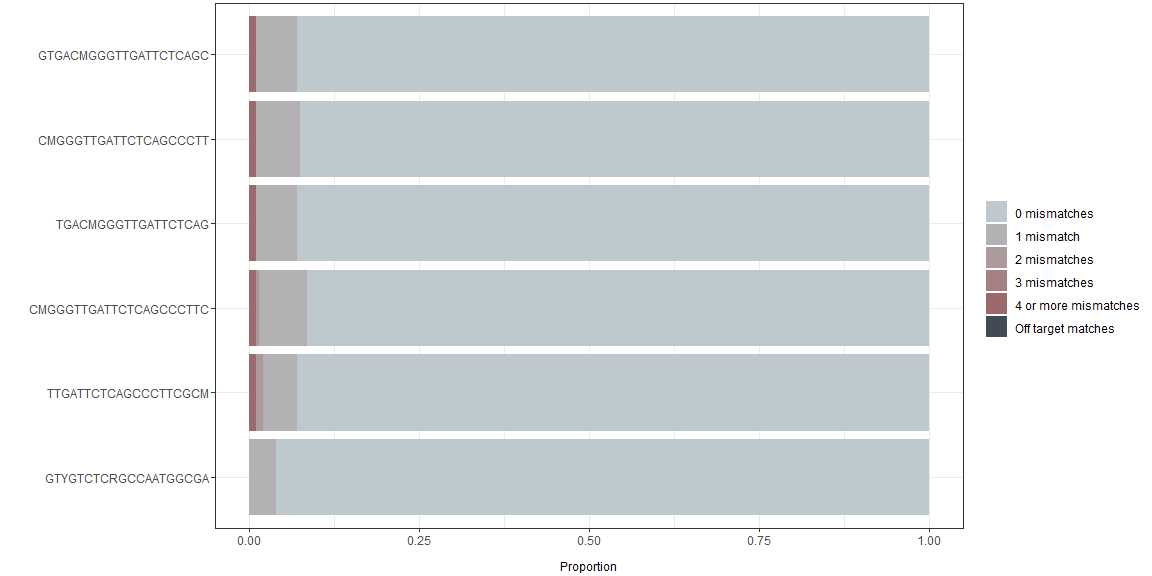 GTGACMGGGTTGATTCTCAGC
CMGGGTTGATTCTCAGCCCTT
TGACMGGGTTGATTCTCAG
CMGGGTTGATTCTCAGCCCTTC
TTGATTCTCAGCCCTTCGCM
GTYGTCTCRGCCAATGGCGA
0.00 0.25 0.50 0.75 1.00
Proportion
0 mismatches
1 mismatch
2 mismatches
3 mismatches
4 or more mismatches
Off target matches